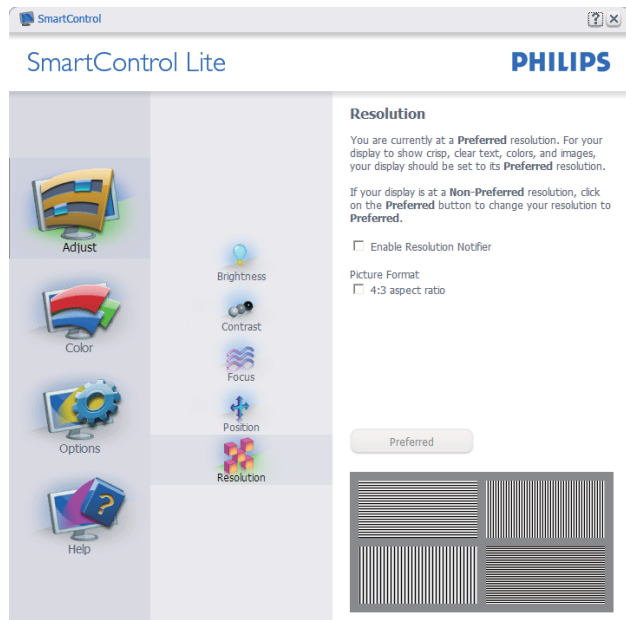 SmartControl
SmartControl Lite
PHILIPS
Adjust
Color
Options
Help
Brightness
Contrast
Focus
Position
Resolution
Resolution
You are currently at a Preferred resolution. For your
display to show crisp, clear text, colors, and images,
your display should be set to its Preferred resolution.
If your display is at a Non-Preferred resolution, click
on the Preferred button to change your resolution to
Preferred.
Enable Resolution Notifier
Picture Format
4:3 aspect ratio
Preferred